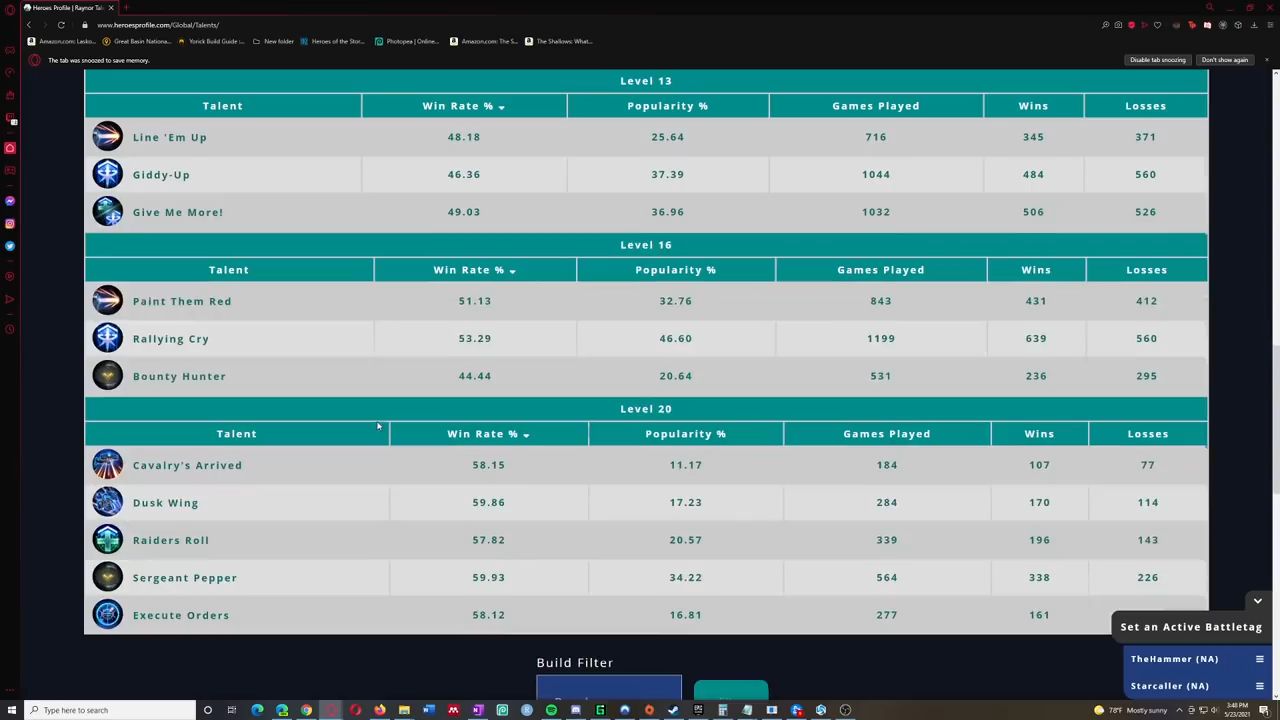 Heroes Profile | Raynor Tal
www.heroesprofile.com/Global/Talents/
Amazon.com: Lasko... Great Basin Nationa... Yorick Build Guide :... New folder Heroes of the Stor... Photopea | Online... Amazon.com: The S... The Shallows: What...
The tab was snoozed to save memory. Disable tab snoozing Don't show again
Level 13
Talent Win Rate % Popularity % Games Played Wins Losses
Line 'Em Up 48.18 25.64 716 345 371
Giddy-Up 46.36 37.39 1044 484 560
Give Me More! 49.03 36.96 1032 506 526
Level 16
Talent Win Rate % Popularity % Games Played Wins Losses
Paint Them Red 51.13 32.76 843 431 412
Rallying Cry 53.29 46.60 1199 639 560
Bounty Hunter 44.44 20.64 531 236 295
Level 20
Talent Win Rate % Popularity % Games Played Wins Losses
Cavalry's Arrived 58.15 11.17 184 107 77
Dusk Wing 59.86 17.23 284 170 114
Raiders Roll 57.82 20.57 339 196 143
Sergeant Pepper 59.93 34.22 564 338 226
Execute Orders 58.12 16.81 277 161
Set an Active Battletag
Build Filter
TheHammer (NA)
Starcaller (NA)
Type here to search
78°F Mostly sunny
3:48 PM
5/23/2021